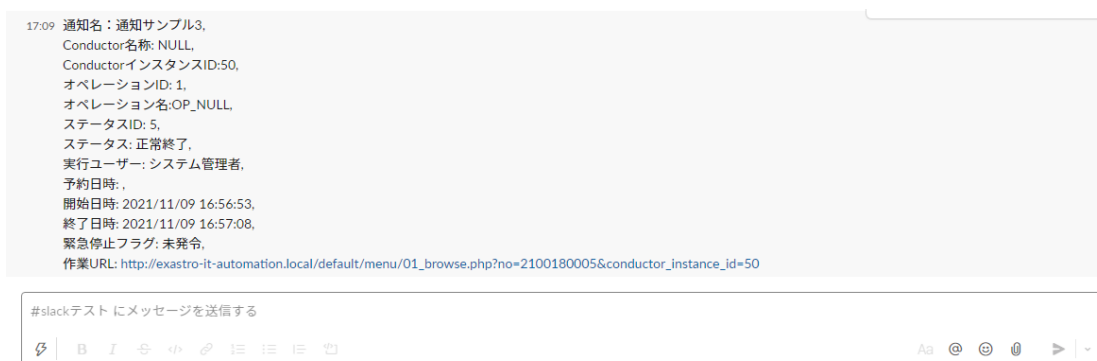 17:09 通知名：通知サンプル3,
Conductor名称: NULL,
ConductorインスタンスID:50,
オペレーションID: 1,
オペレーション名:OP_NULL,
ステータスID: 5,
ステータス: 正常終了,
実行ユーザー: システム管理者,
予約日時: ,
開始日時: 2021/11/09 16:56:53,
終了日時: 2021/11/09 16:57:08,
緊急停止フラグ: 未発令,
作業URL: http://exastro-it-automation.local/default/menu/01_browse.php?no=2100180005&conductor_instance_id=50
#slackテスト にメッセージを送信する
B I S </> Aa @